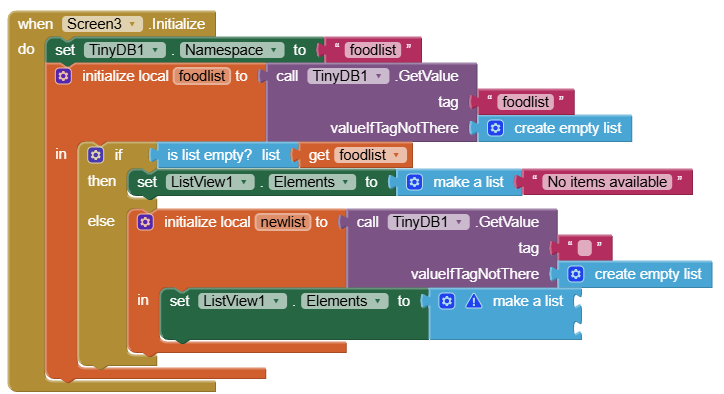 when Screen3 .Initialize
do set TinyDB1 . Namespace to " foodlist "
initialize local foodlist to call TinyDB1 .GetValue
tag " foodlist "
valueIfTagNotThere create empty list
in if is list empty? list get foodlist
then set ListView1 . Elements to make a list " No items available "
else initialize local newlist to call TinyDB1 .GetValue
tag " "
valueIfTagNotThere create empty list
in set ListView1 . Elements to make a list